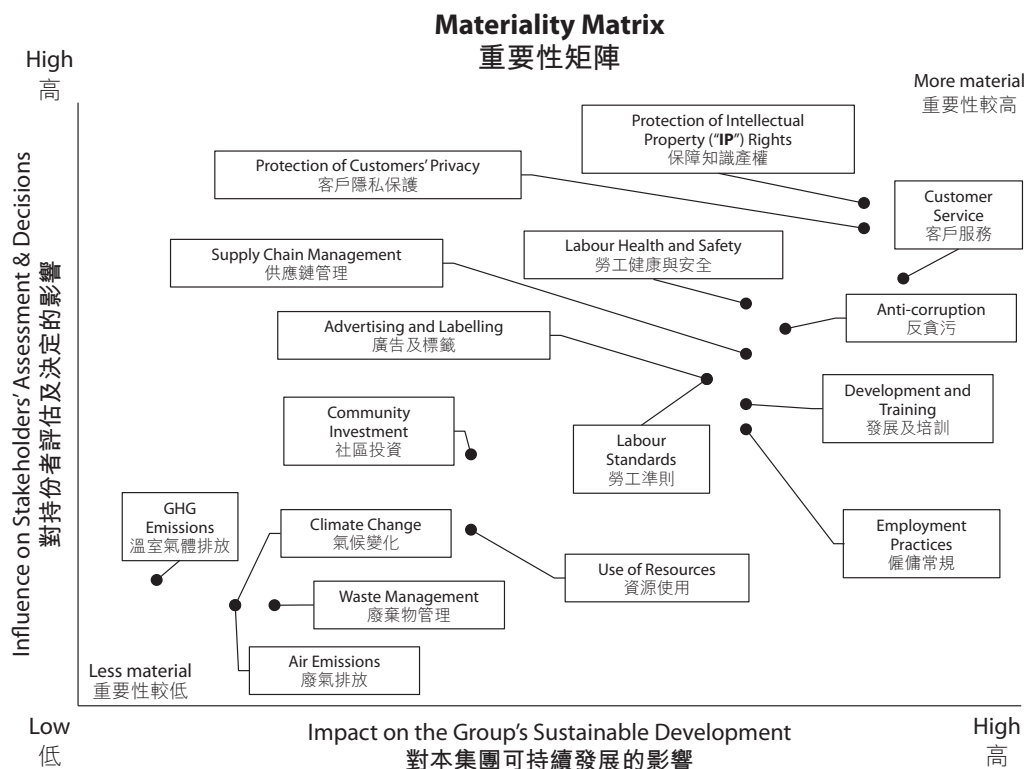 Materiality Matrix
重要性矩陣
High
高
More material
重要性較高
Protection of Intellectual
Property (“IP”) Rights
保障知識產權
Protection of Customers’ Privacy
客戶隱私保護
Customer
Service
客戶服務
Supply Chain Management
供應鏈管理
Labour Health and Safety
勞工健康與安全
Anti-corruption
反貪污
Advertising and Labelling
廣告及標籤
Development and
Training
發展及培訓
Community
Investment
社區投資
Labour
Standards
勞工準則
GHG
Emissions
溫室氣體排放
Climate Change
氣候變化
Employment
Practices
僱傭常規
Use of Resources
資源使用
Waste Management
廢棄物管理
Air Emissions
廢氣排放
Less material
重要性較低
Influence on Stakeholders’ Assessment & Decisions
對持份者評估及決定的影響
Low
低
Impact on the Group’s Sustainable Development
對本集團可持續發展的影響
High
高